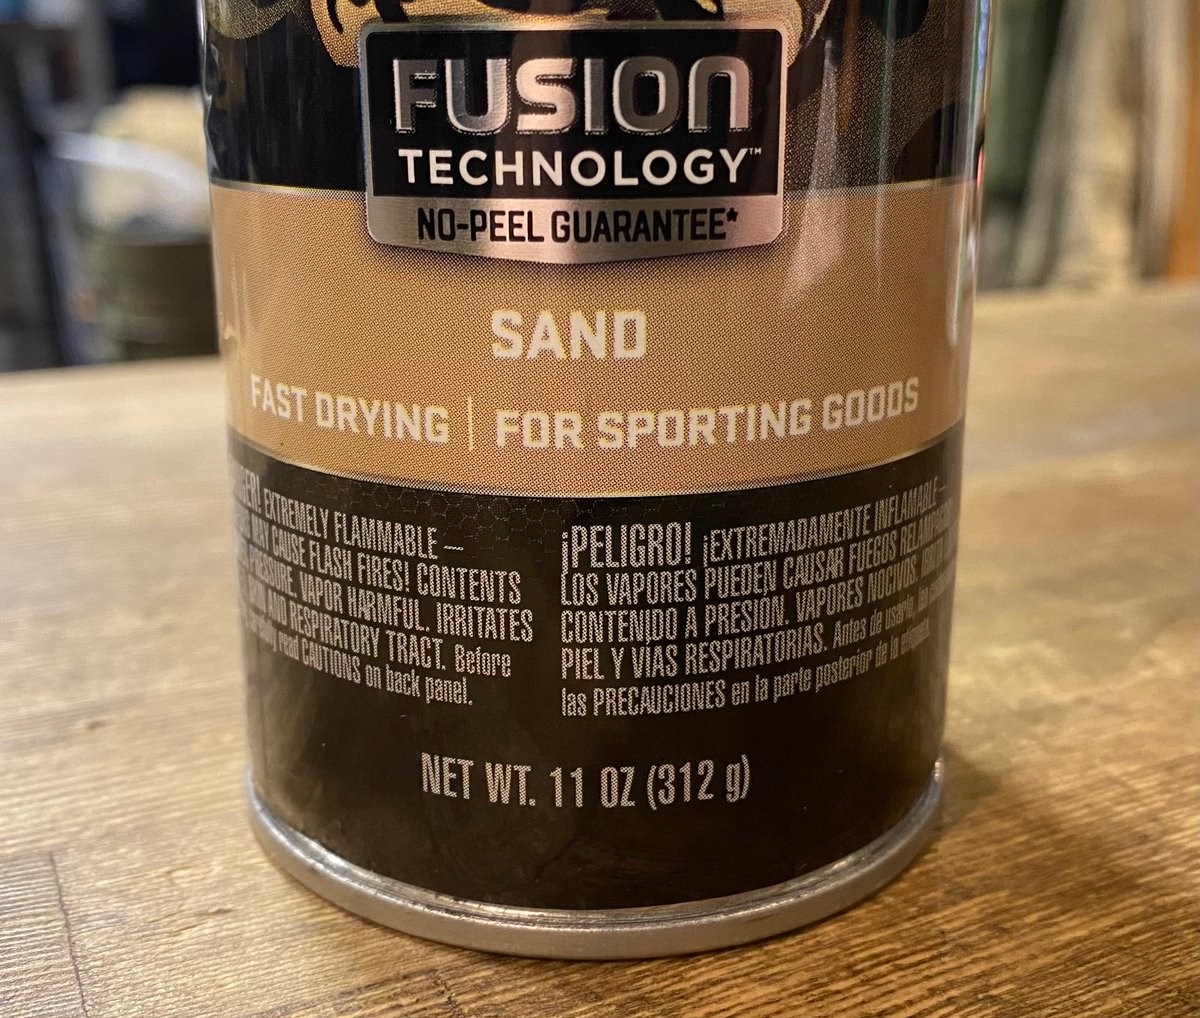 FUSION
TECHNOLOGY™
NO-PEEL GUARANTEE*
SAND
FAST DRYING | FOR SPORTING GOODS
EXTREMELY FLAMMABLE –
MAY CAUSE FLASH FIRES! CONTENTS
PRESSURE. VAPOR HARMFUL. IRRITATES
AND RESPIRATORY TRACT. Before
read CAUTIONS on back panel.
¡PELIGRO! ¡EXTREMADAMENTE INFLAMABLE–
LOS VAPORES PUEDEN CAUSAR FUEGOS
CONTENIDO A PRESIÓN. VAPORES NOCIVOS.
PIEL Y VIAS RESPIRATORIAS. Antes de usarlo,
las PRECAUCIONES en la parte posterior de la etiqueta.
NET WT. 11 OZ (312 g)